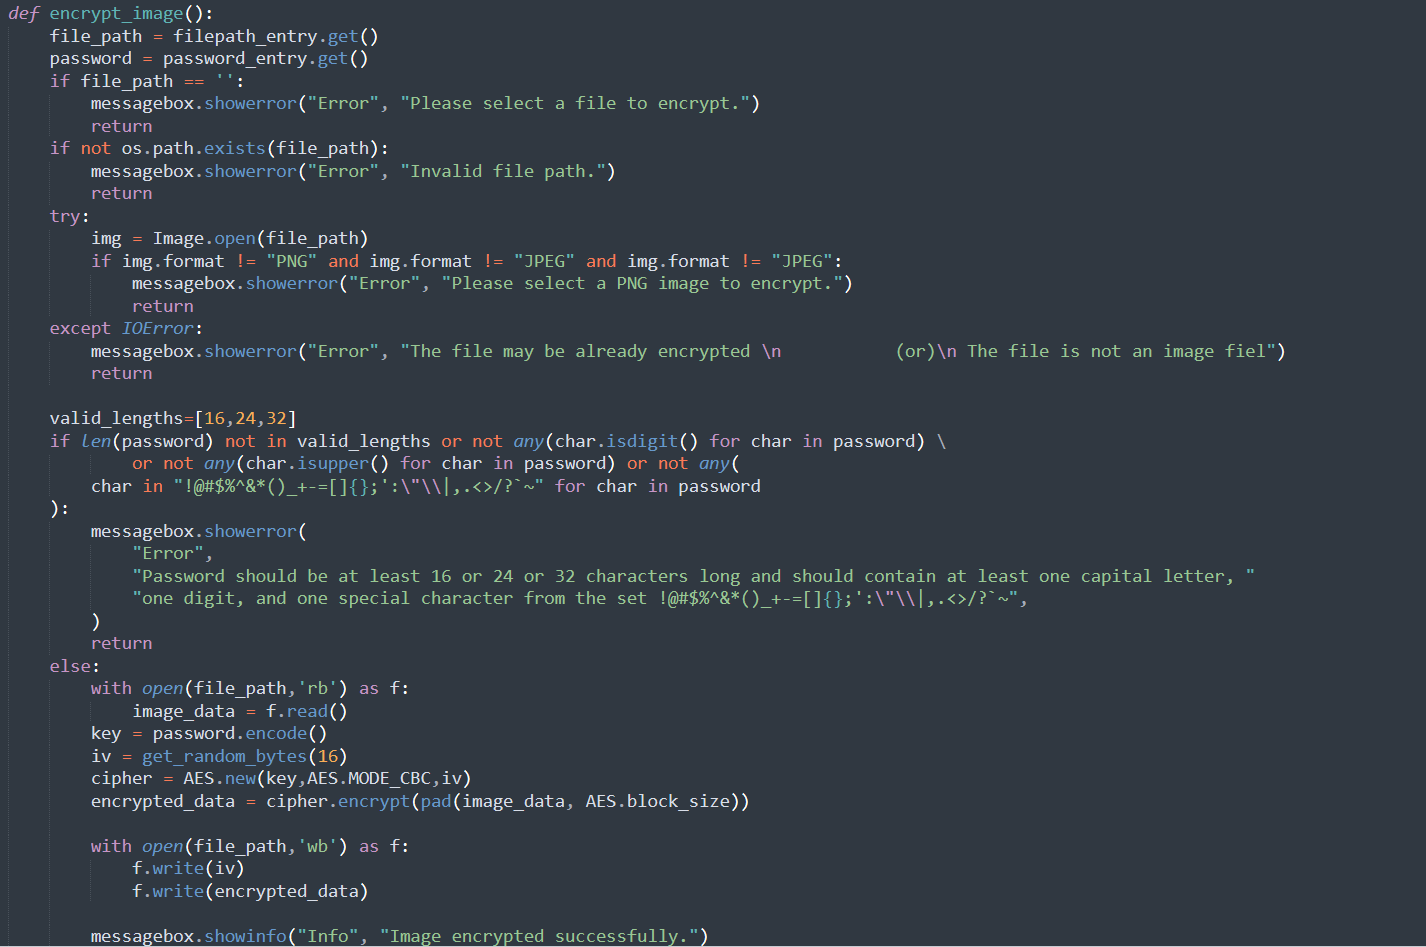 def encrypt_image():
    file_path = filepath_entry.get()
    password = password_entry.get()
    if file_path == '':
        messagebox.showerror("Error", "Please select a file to encrypt.")
        return
    if not os.path.exists(file_path):
        messagebox.showerror("Error", "Invalid file path.")
        return
    try:
        img = Image.open(file_path)
        if img.format != "PNG" and img.format != "JPEG" and img.format != "JPEG":
            messagebox.showerror("Error", "Please select a PNG image to encrypt.")
            return
    except IOError:
        messagebox.showerror("Error", "The file may be already encrypted \n           (or)\n The file is not an image fiel")
        return

    valid_lengths=[16,24,32]
    if len(password) not in valid_lengths or not any(char.isdigit() for char in password) \
            or not any(char.isupper() for char in password) or not any(
        char in "!@#$%^&*()_+-=[]{};':\"\\|,.<>/?`~" for char in password
    ):
        messagebox.showerror(
            "Error",
            "Password should be at least 16 or 24 or 32 characters long and should contain at least one capital letter, "
            "one digit, and one special character from the set !@#$%^&*()_+-=[]{};':\"\\|,.<>/?`~",
        )
        return
    else:
        with open(file_path,'rb') as f:
            image_data = f.read()
        key = password.encode()
        iv = get_random_bytes(16)
        cipher = AES.new(key,AES.MODE_CBC,iv)
        encrypted_data = cipher.encrypt(pad(image_data, AES.block_size))

        with open(file_path,'wb') as f:
            f.write(iv)
            f.write(encrypted_data)

        messagebox.showinfo("Info", "Image encrypted successfully.")